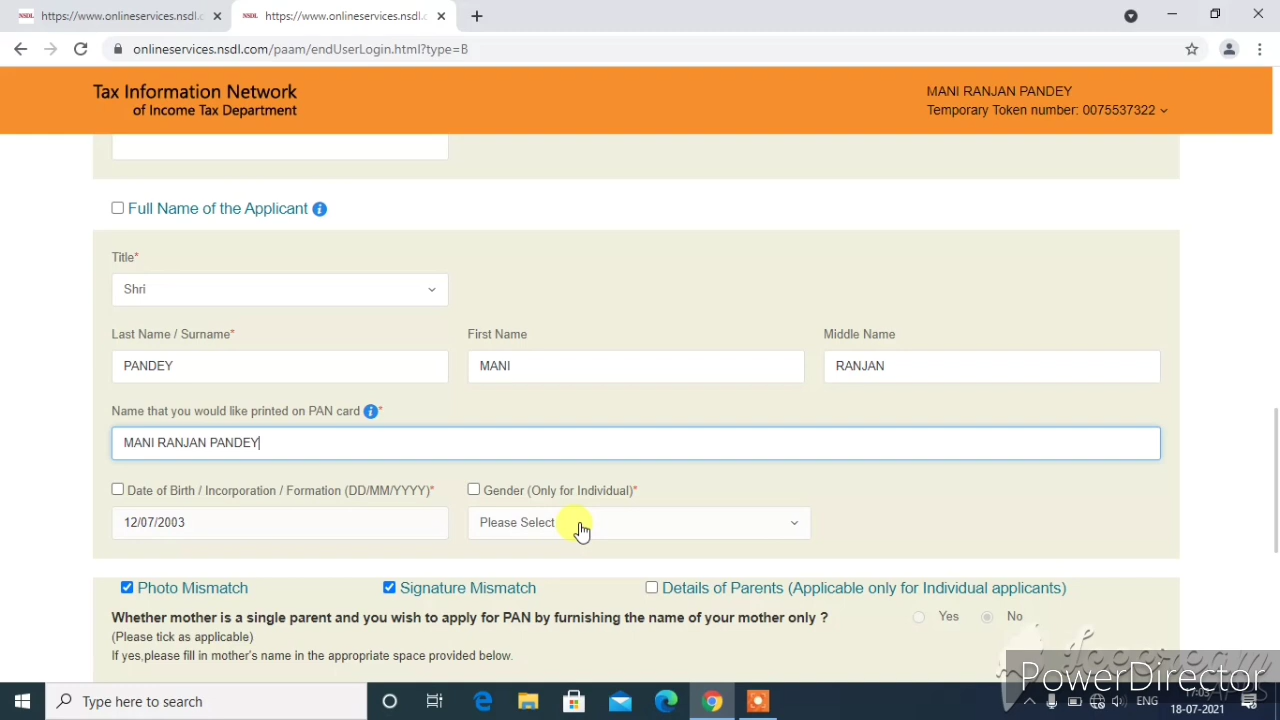 https://www.onlineservices.nsdl.c
https://www.onlineservices.nsdl.
onlineservices.nsdl.com/paam/endUserLogin.html?type=B
Tax Information Network
of Income Tax Department
MANI RANJAN PANDEY
Temporary Token number: 0075537322
Full Name of the Applicant
Title*
Shri
Last Name / Surname* First Name Middle Name
PANDEY MANI RANJAN
Name that you would like printed on PAN card *
MANI RANJAN PANDEY
Date of Birth / Incorporation / Formation (DD/MM/YYYY)* Gender (Only for Individual)*
12/07/2003 Please Select
Photo Mismatch Signature Mismatch Details of Parents (Applicable only for Individual applicants)
Whether mother is a single parent and you wish to apply for PAN by furnishing the name of your mother only ? Yes No
(Please tick as applicable)
If yes,please fill in mother's name in the appropriate space provided below.
PowerDirector
Type here to search
ENG
17:03
18-07-2021